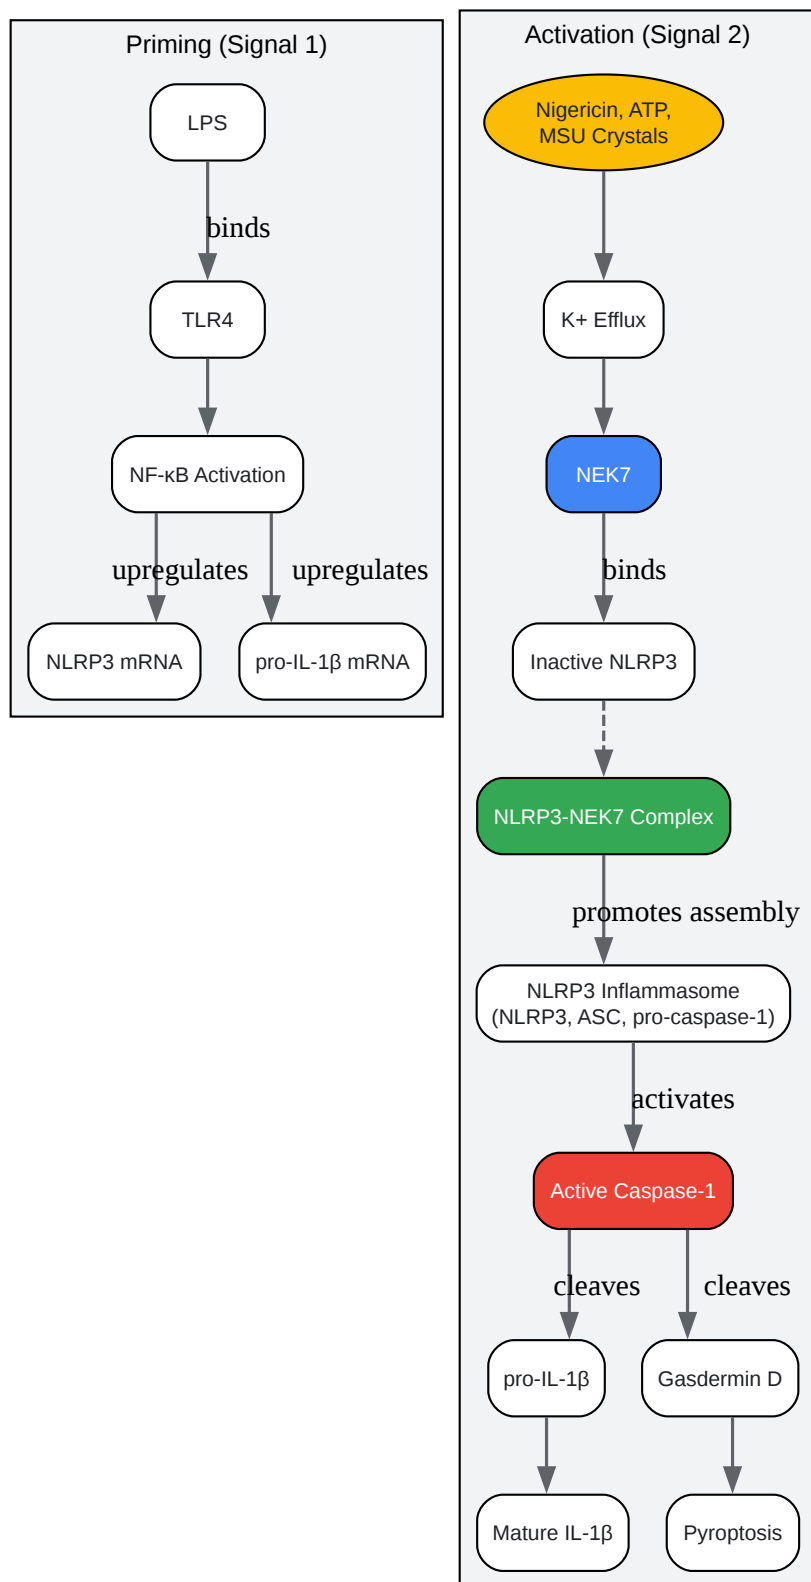 Priming (Signal 1)
LPS
binds
TLR4
NF-κB Activation
upregulates
upregulates
NLRP3 mRNA
pro-IL-1β mRNA
Activation (Signal 2)
Nigericin, ATP,
MSU Crystals
K+ Efflux
NEK7
binds
Inactive NLRP3
NLRP3-NEK7 Complex
promotes assembly
NLRP3 Inflammasome
(NLRP3, ASC, pro-caspase-1)
activates
Active Caspase-1
cleaves
cleaves
pro-IL-1β
Gasdermin D
Mature IL-1β
Pyroptosis